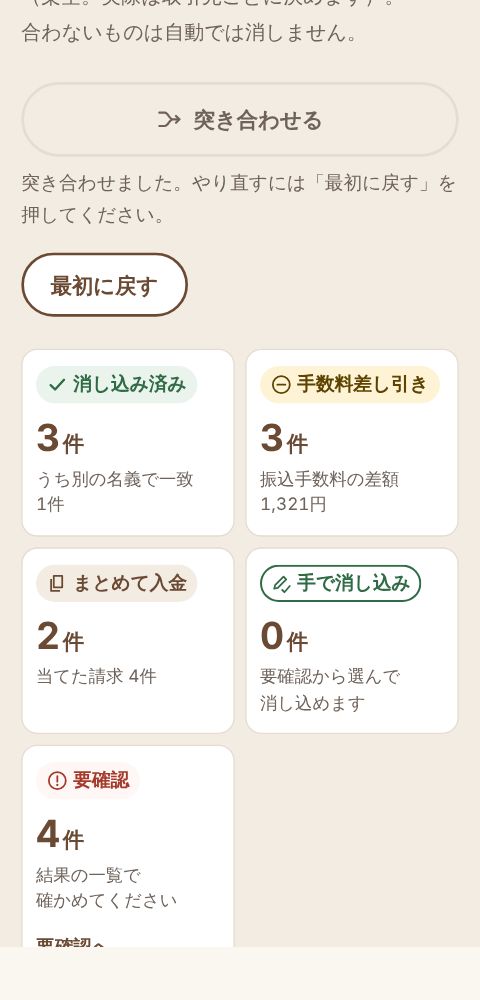 合わないものは自動では消しません。
突き合わせる
突き合わせました。やり直すには「最初に戻す」を
押してください。
最初に戻す
消し込み済み
3件
うち別の名義で一致
1件
手数料差し引き
3件
振込手数料の差額
1,321円
まとめて入金
2件
当てた請求 4件
手で消し込み
0件
要確認から選んで
消し込めます
要確認
4件
結果の一覧で
確かめてください
要確認へ